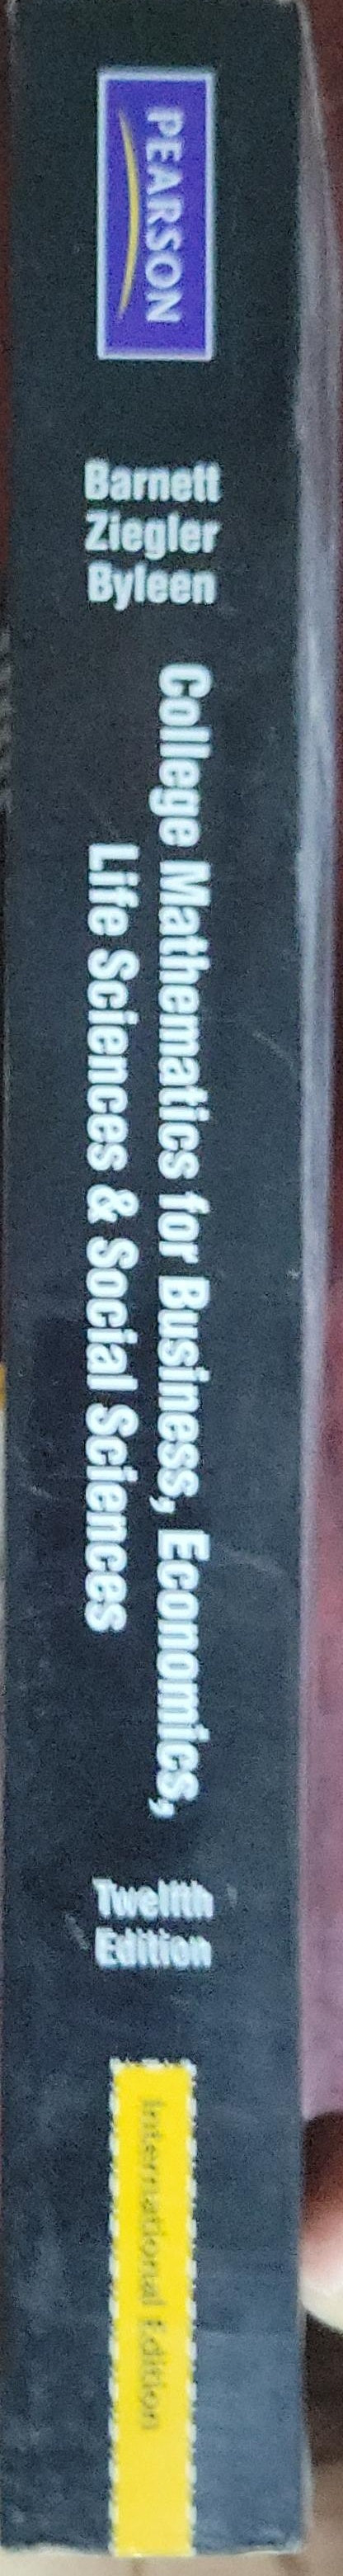 PEARSON
Barnett
Ziegler
Byleen
College Mathematics for Business, Economics,
Life Sciences & Social Sciences
Twelfth
Edition
International Edition